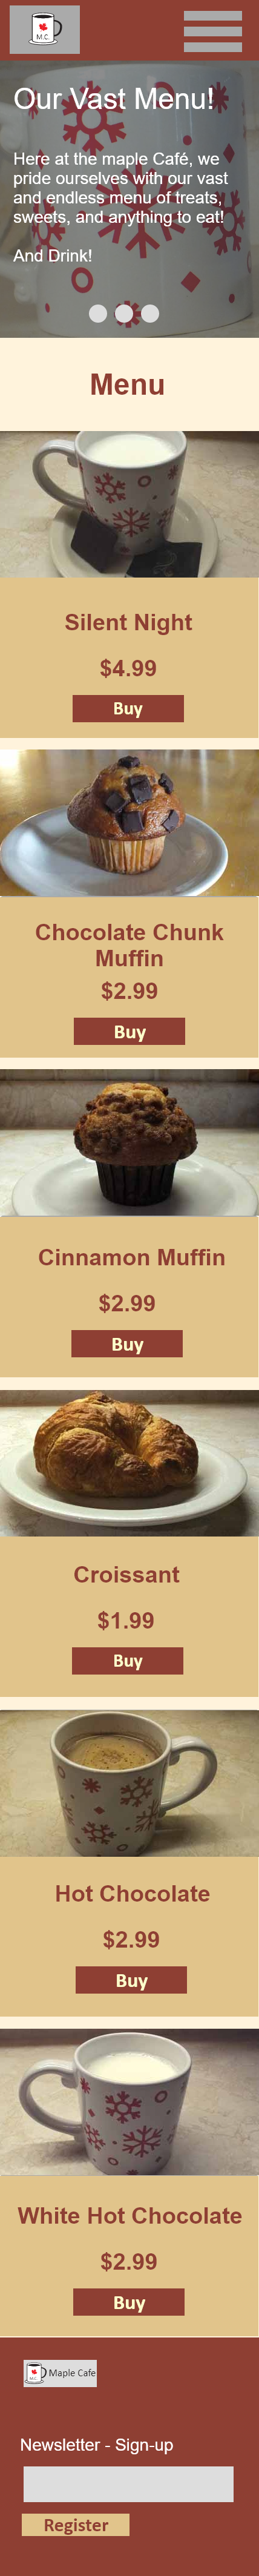 M.C.
Our Vast Menu!
Here at the maple Café, we
pride ourselves with our vast
and endless menu of treats,
sweets, and anything to eat!
And Drink!
Menu
Silent Night
$4.99
Buy
Chocolate Chunk
Muffin
$2.99
Buy
Cinnamon Muffin
$2.99
Buy
Croissant
$1.99
Buy
Hot Chocolate
$2.99
Buy
White Hot Chocolate
$2.99
Buy
M.C. Maple Cafe
Newsletter - Sign-up
Register